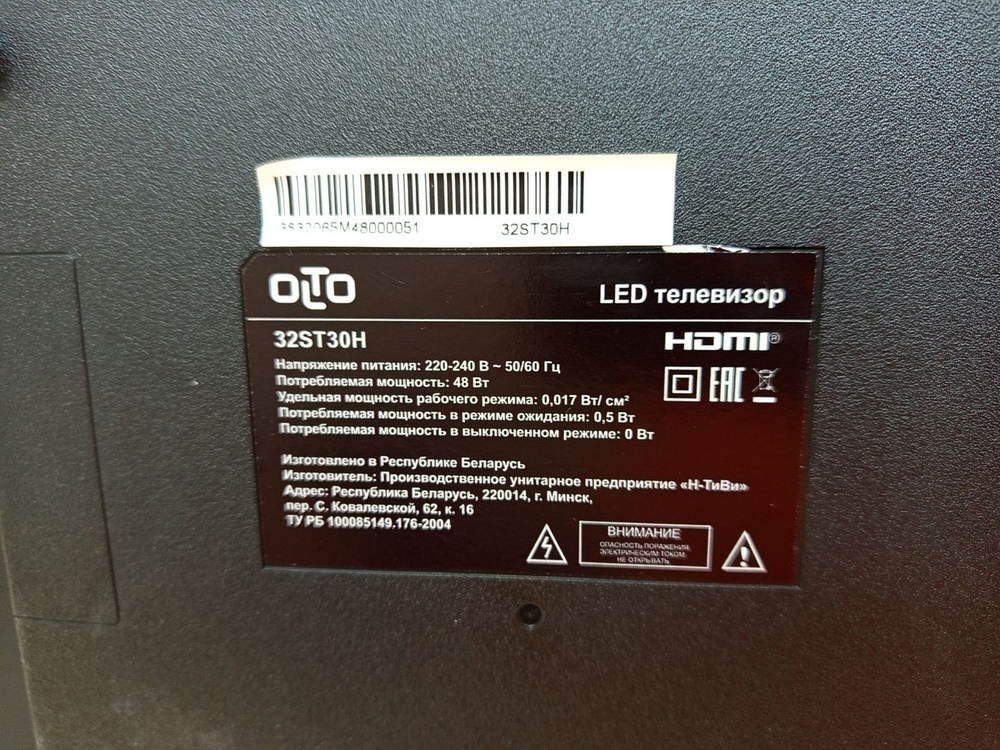 3S32065M48000051 32ST30H
OLTO LED телевизор
32ST30H HDMI®
Напряжение питания: 220-240 В ~ 50/60 Гц
Потребляемая мощность: 48 Вт
Удельная мощность рабочего режима: 0,017 Вт/ см²
Потребляемая мощность в режиме ожидания: 0,5 Вт
Потребляемая мощность в выключенном режиме: 0 Вт
EAC
Изготовлено в Республике Беларусь
Изготовитель: Производственное унитарное предприятие «Н-ТиВи»
Адрес: Республика Беларусь, 220014, г. Минск,
пер. С. Ковалевской, 62, к. 16
ТУ РБ 100085149.176-2004
ВНИМАНИЕ
ОПАСНОСТЬ ПОРАЖЕНИЯ
ЭЛЕКТРИЧЕСКИМ ТОКОМ
НЕ ОТКРЫВАТЬ